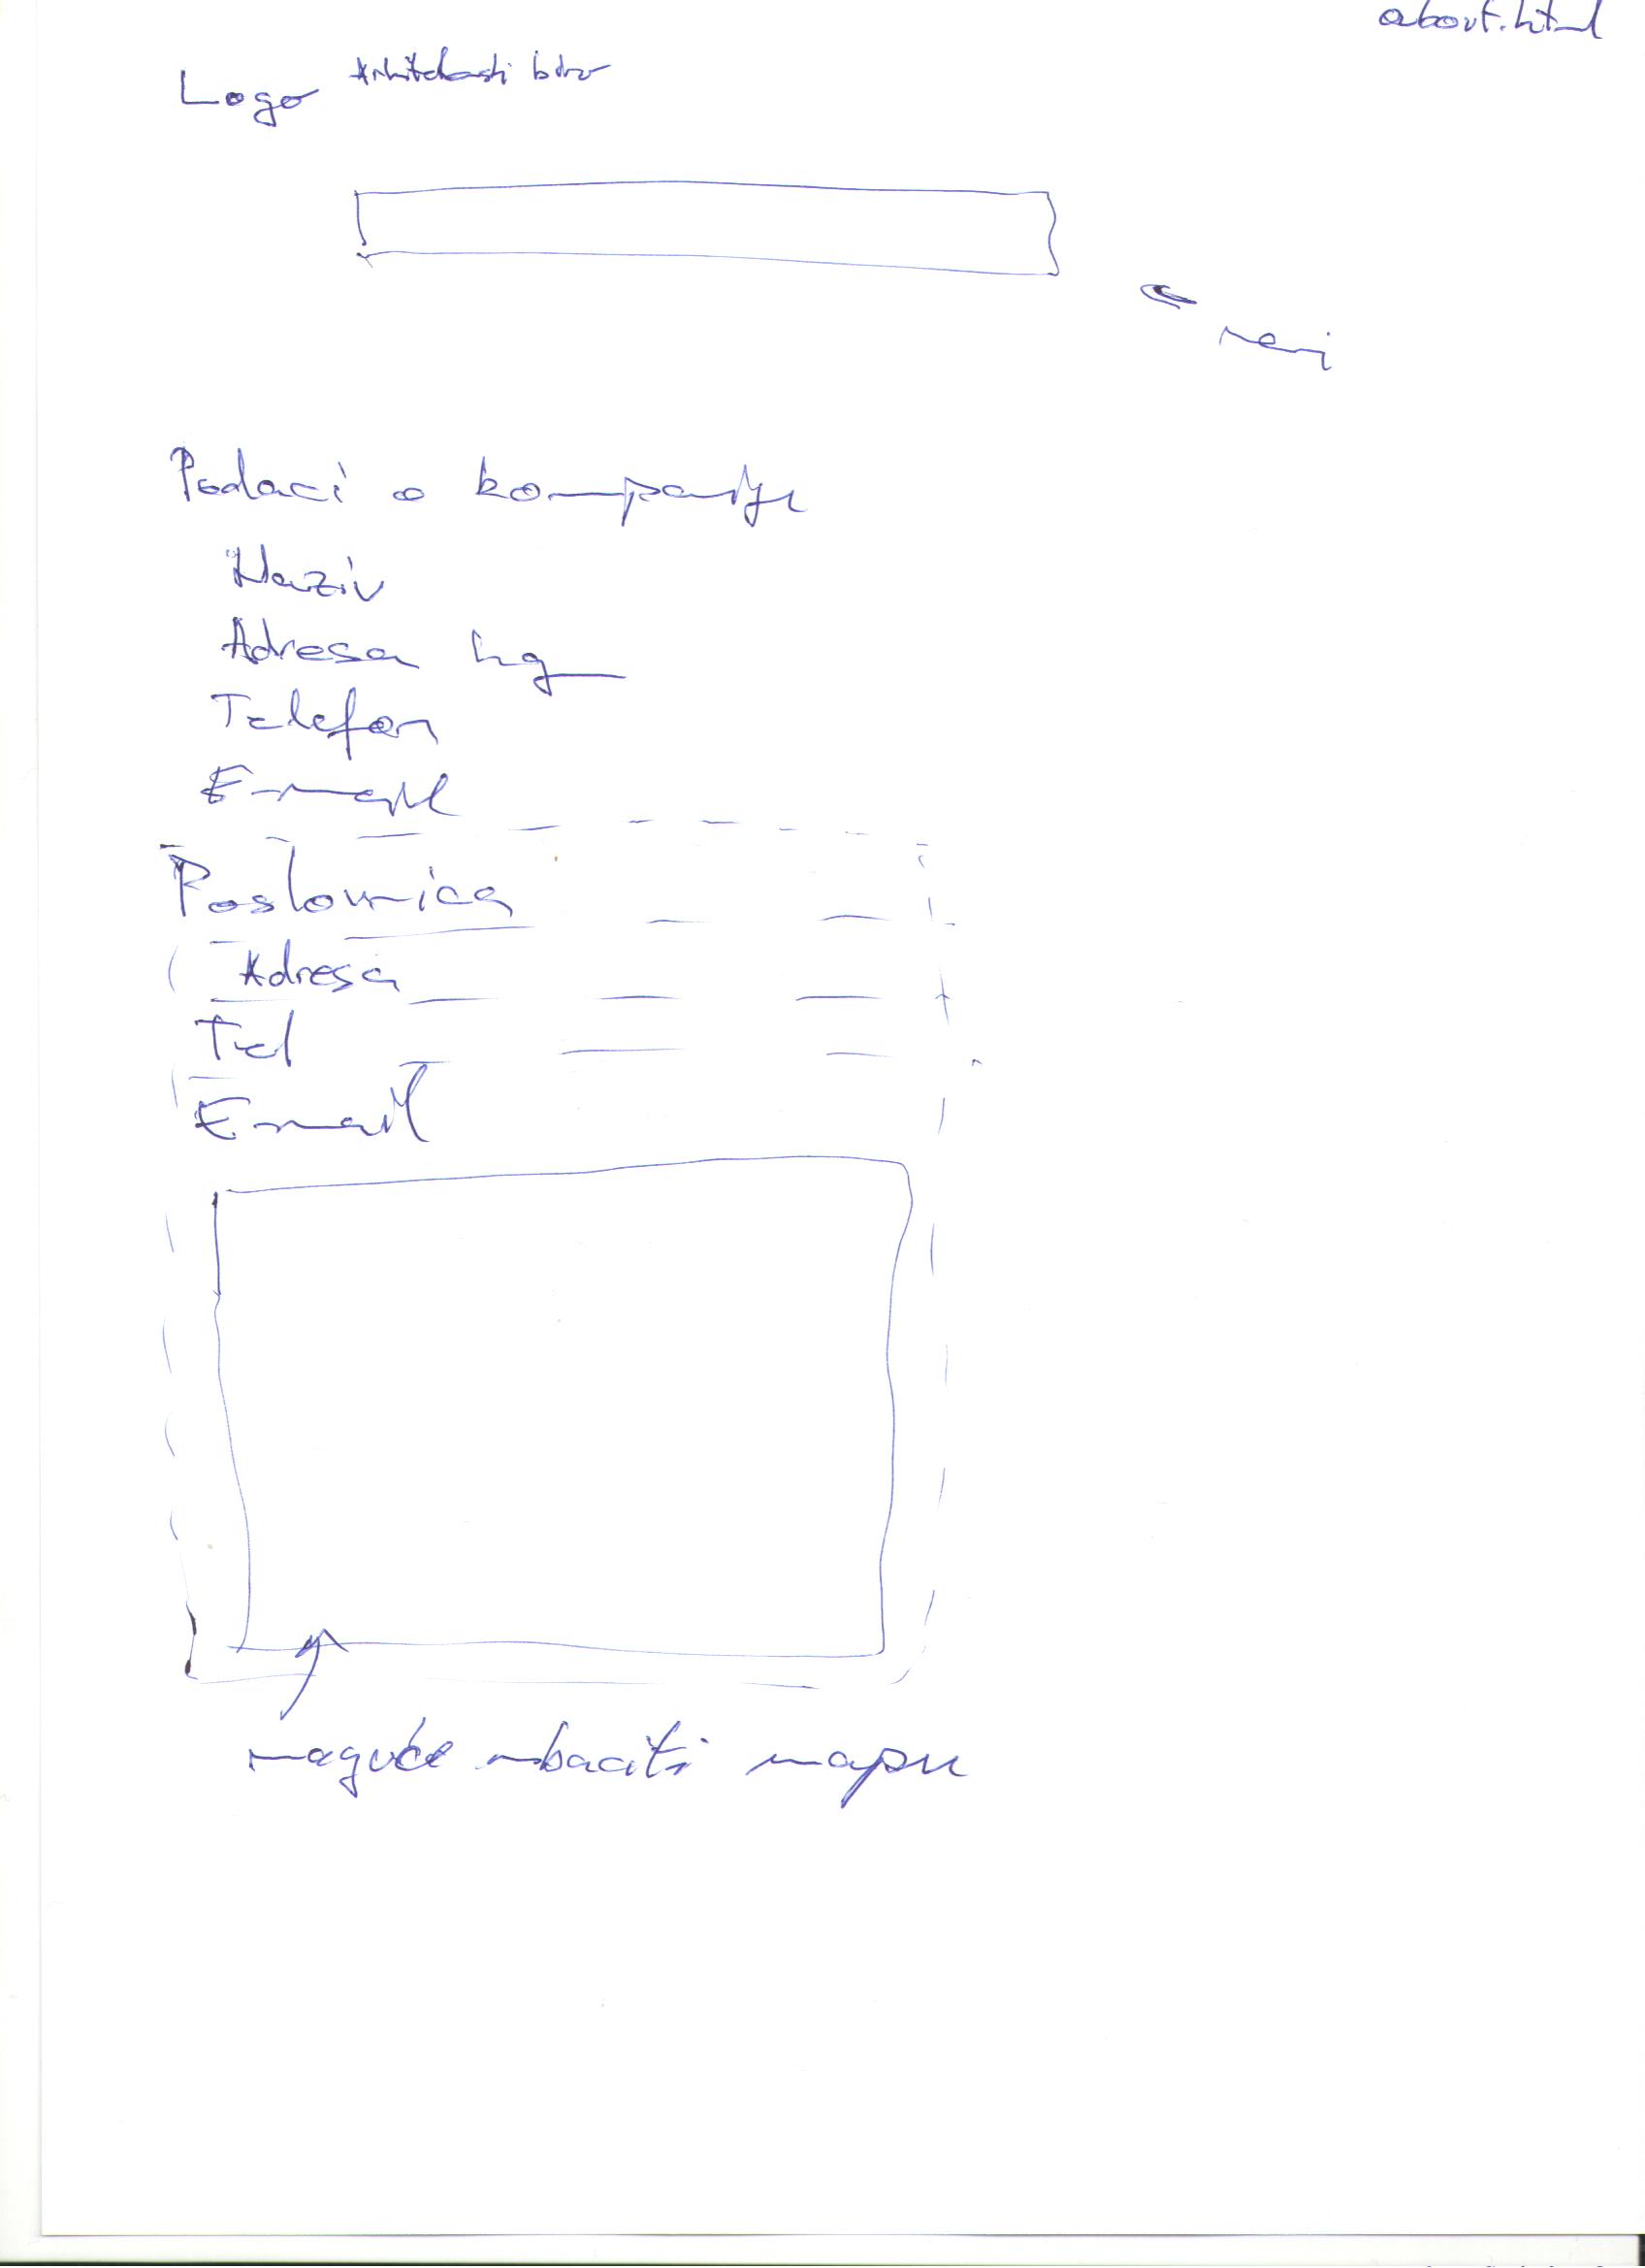 about.html
Logo Arhitektonski biro
meni
Podaci o kompaniji
Naziv
Adresa hq
Telefon
E-mail
Poslovnica
Adresa
Tel
Email
moguće ubaciti mapu